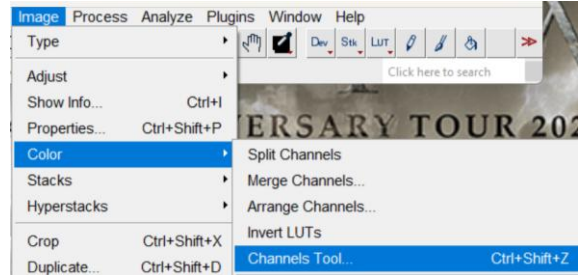 Image Process Analyze Plugins Window Help
Type
Dev Stk LUT
>>
Click here to search
Adjust
Show Info... Ctrl+I
Properties... Ctrl+Shift+P
ERSARY TOUR 202
Color
Split Channels
Stacks
Merge Channels...
Hyperstacks
Arrange Channels...
Invert LUTs
Crop Ctrl+Shift+X
Channels Tool... Ctrl+Shift+Z
Duplicate... Ctrl+Shift+D